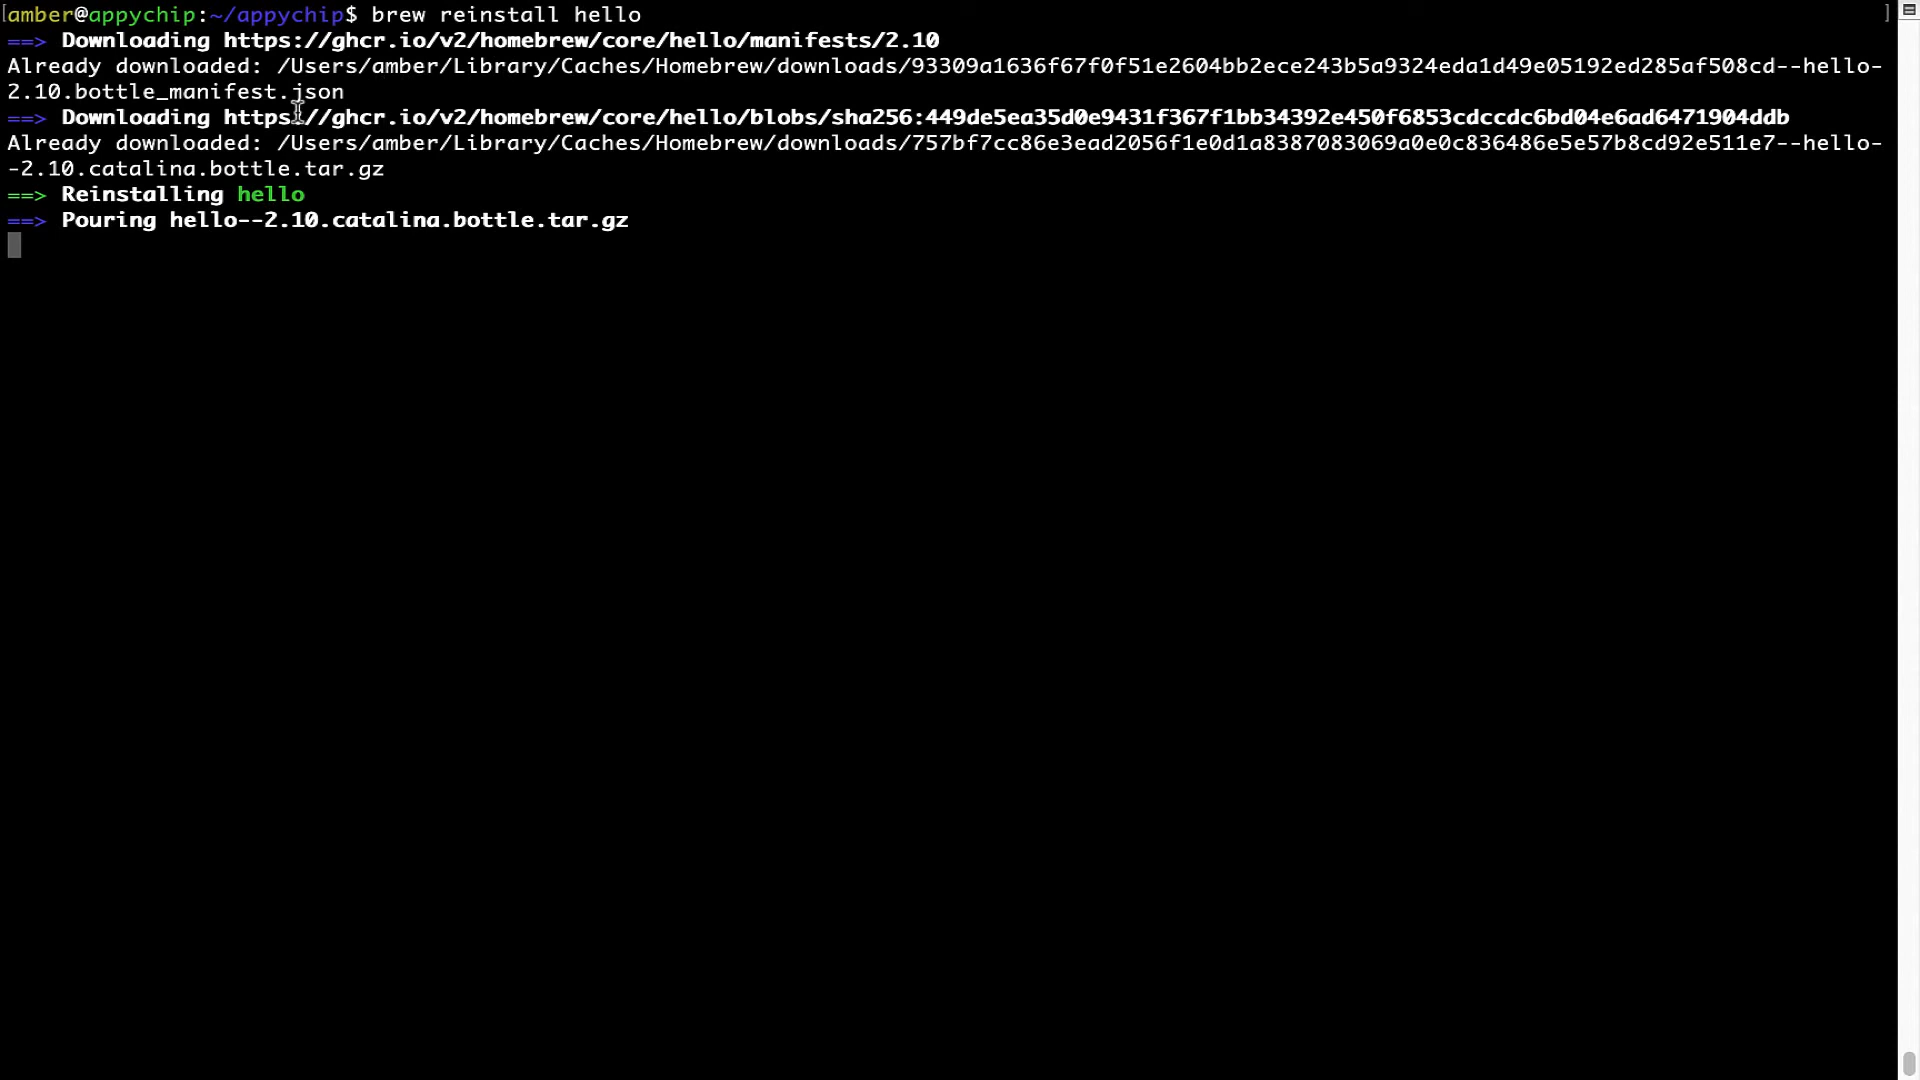 [amber@appychip:~/appychip$ brew reinstall hello ]
==> Downloading https://ghcr.io/v2/homebrew/core/hello/manifests/2.10
Already downloaded: /Users/amber/Library/Caches/Homebrew/downloads/93309a1636f67f0f51e2604bb2ece243b5a9324eda1d49e05192ed285af508cd--hello-
2.10.bottle_manifest.json
==> Downloading https://ghcr.io/v2/homebrew/core/hello/blobs/sha256:449de5ea35d0e9431f367f1bb34392e450f6853cdccdc6bd04e6ad6471904ddb
Already downloaded: /Users/amber/Library/Caches/Homebrew/downloads/757bf7cc86e3ead2056f1e0d1a8387083069a0e0c836486e5e57b8cd92e511e7--hello-
-2.10.catalina.bottle.tar.gz
==> Reinstalling hello
==> Pouring hello--2.10.catalina.bottle.tar.gz